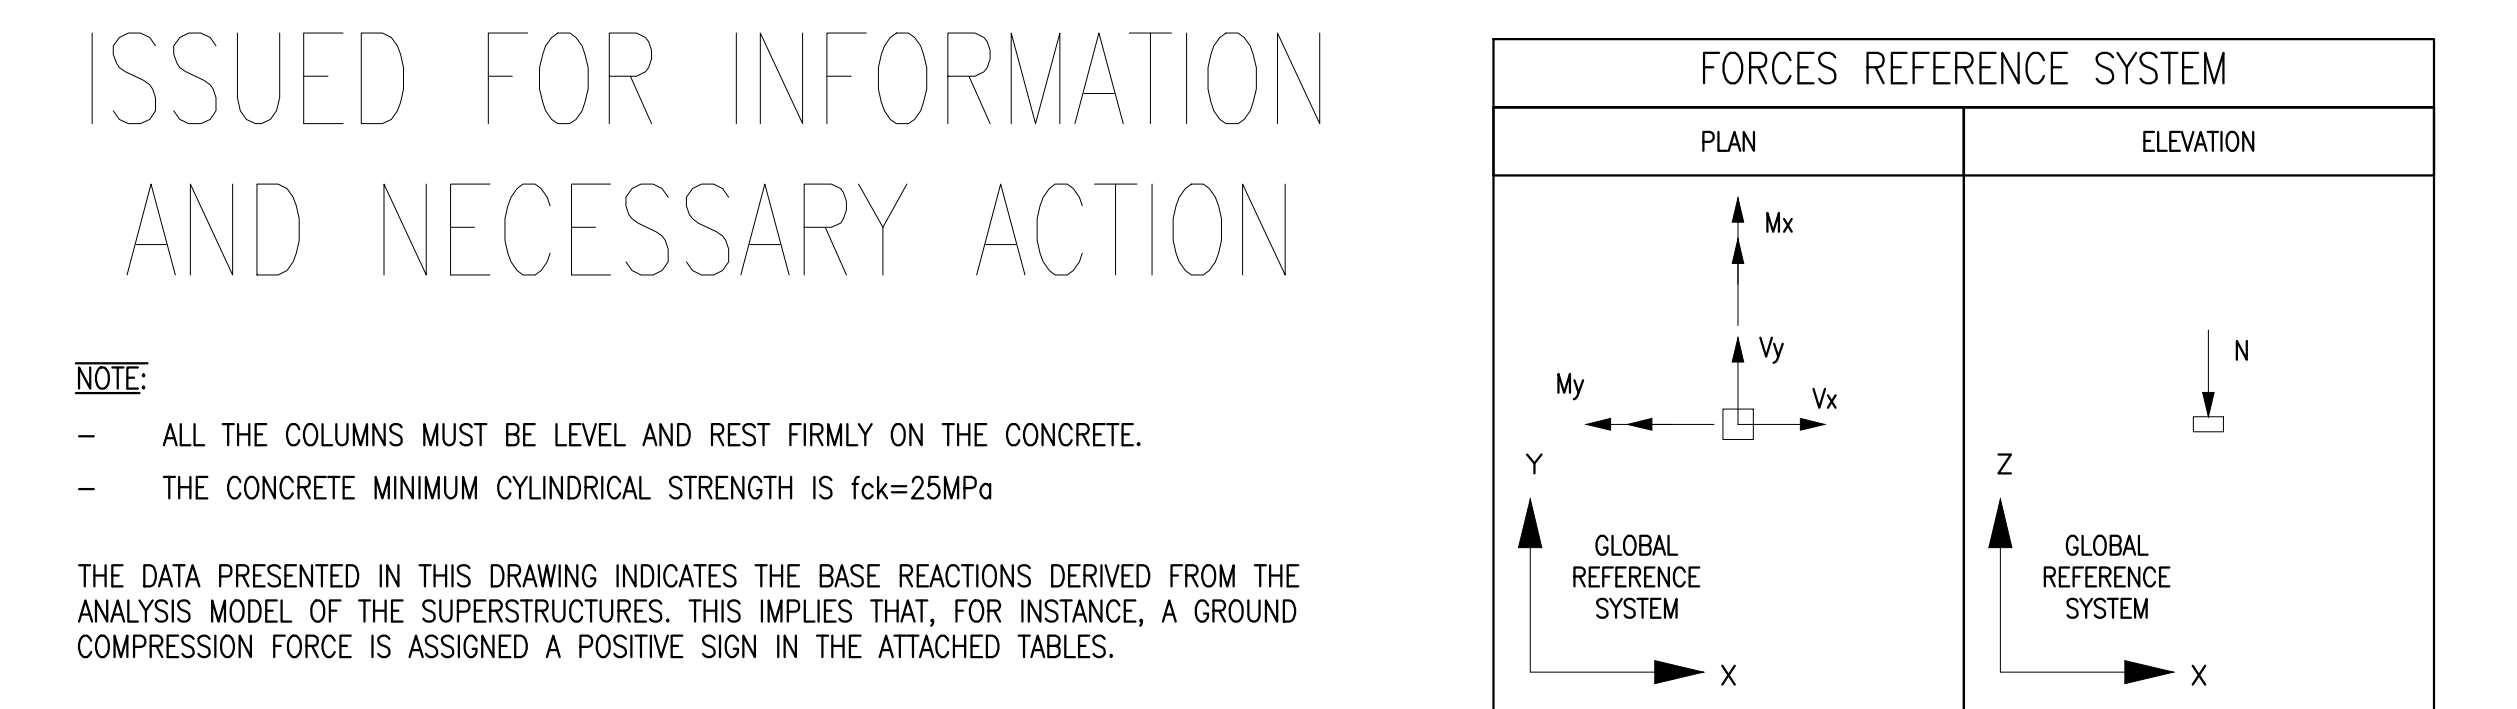 ISSUED FOR INFORMATION
AND NECESSARY ACTION
NOTE:
– ALL THE COLUMNS MUST BE LEVEL AND REST FIRMLY ON THE CONCRETE.
– THE CONCRETE MINIMUM CYLINDRICAL STRENGTH IS fck=25MPa
THE DATA PRESENTED IN THIS DRAWING INDICATES THE BASE REACTIONS DERIVED FROM THE
ANALYSIS MODEL OF THE SUPERSTRUCTURES. THIS IMPLIES THAT, FOR INSTANCE, A GROUND
COMPRESSION FORCE IS ASSIGNED A POSITIVE SIGN IN THE ATTACHED TABLES.
FORCES REFERENCE SYSTEM
PLAN
ELEVATION
Mx
Vy
My
Vx
Y
GLOBAL
REFERENCE
SYSTEM
X
N
Z
GLOBAL
REFERENCE
SYSTEM
X